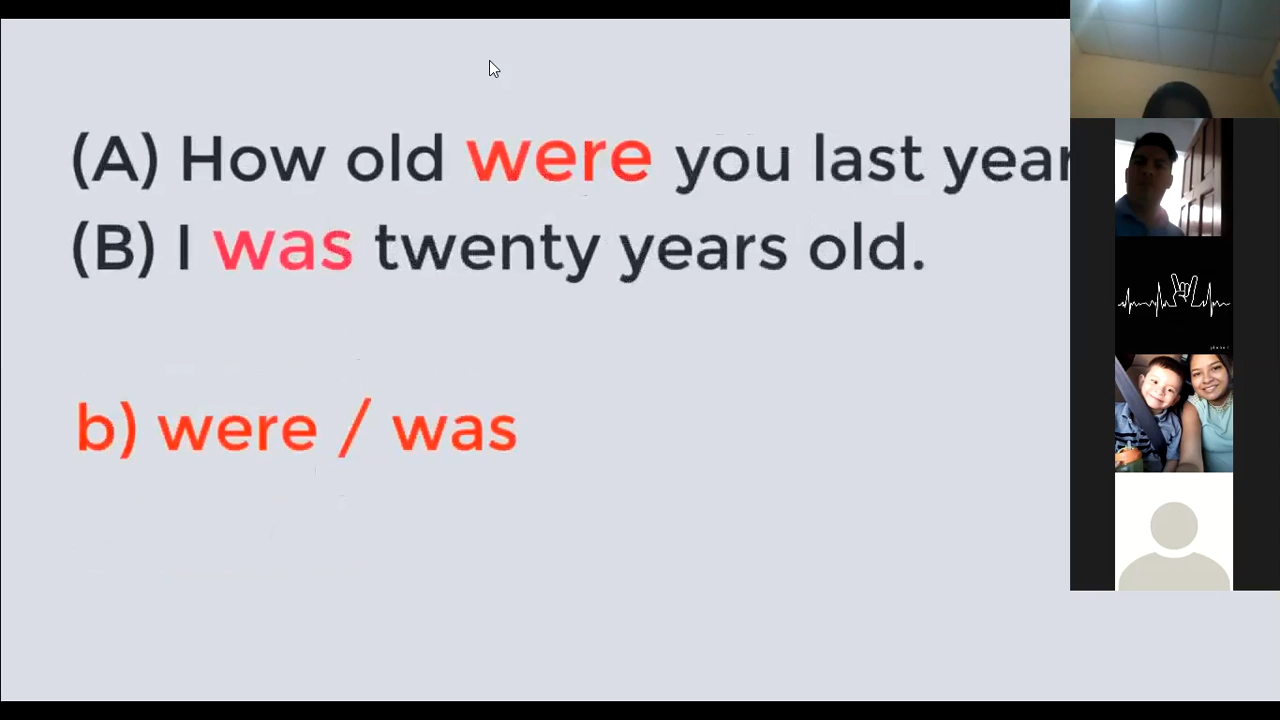 (A) How old were you last year
(B) I was twenty years old.
b) were / was